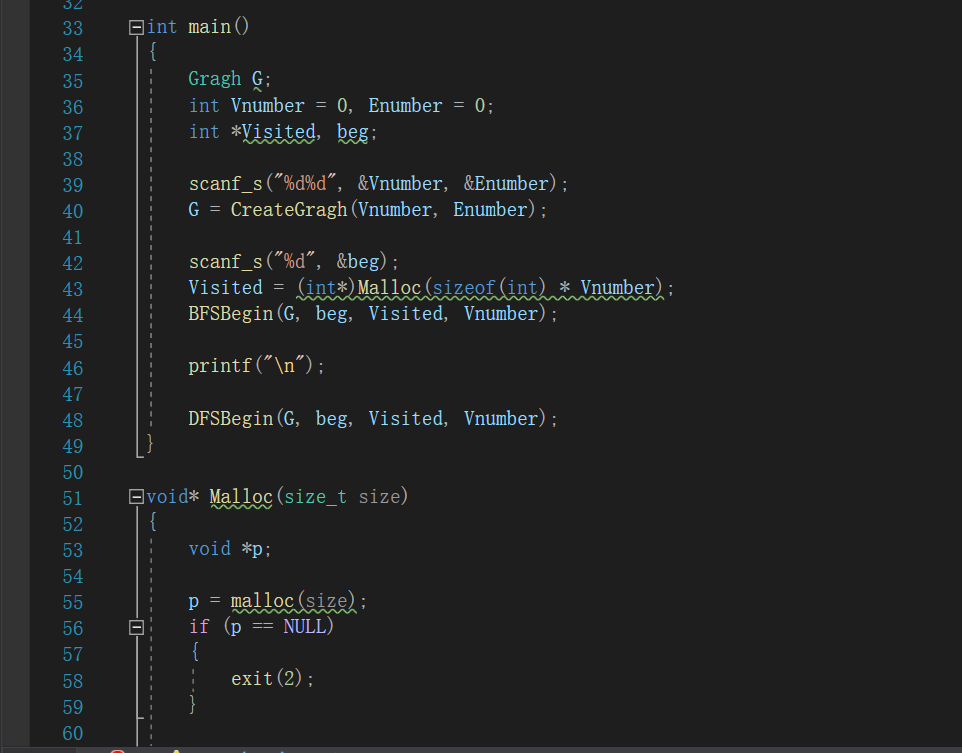 32
33 int main()
34 {
35 Gragh G;
36 int Vnumber = 0, Enumber = 0;
37 int *Visited, beg;
38
39 scanf_s("%d%d", &Vnumber, &Enumber);
40 G = CreateGragh(Vnumber, Enumber);
41
42 scanf_s("%d", &beg);
43 Visited = (int*)Malloc(sizeof(int) * Vnumber);
44 BFSBegin(G, beg, Visited, Vnumber);
45
46 printf("\n");
47
48 DFSBegin(G, beg, Visited, Vnumber);
49 }
50
51 void* Malloc(size_t size)
52 {
53 void *p;
54
55 p = malloc(size);
56 if (p == NULL)
57 {
58 exit(2);
59 }
60